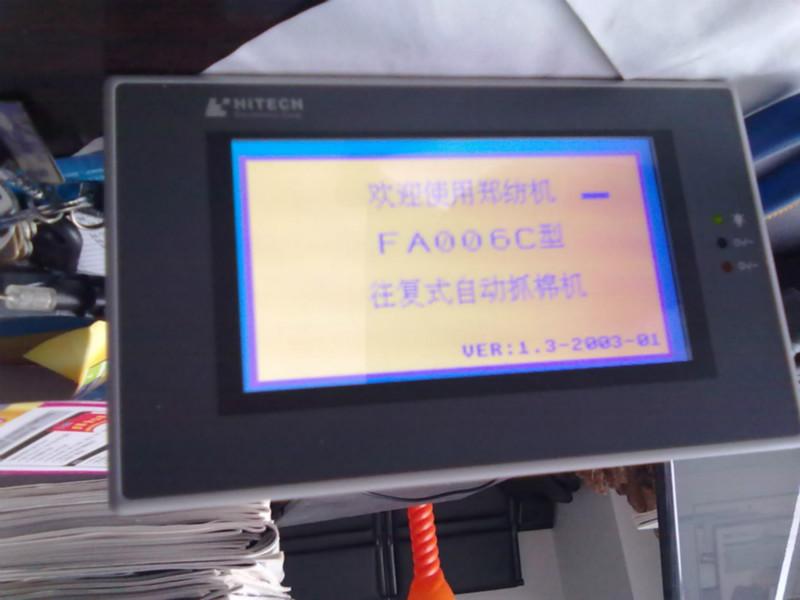 HITECH
欢迎使用郑纺机
FA006C型
往复式自动抓棉机
VER:1.3-2003-01